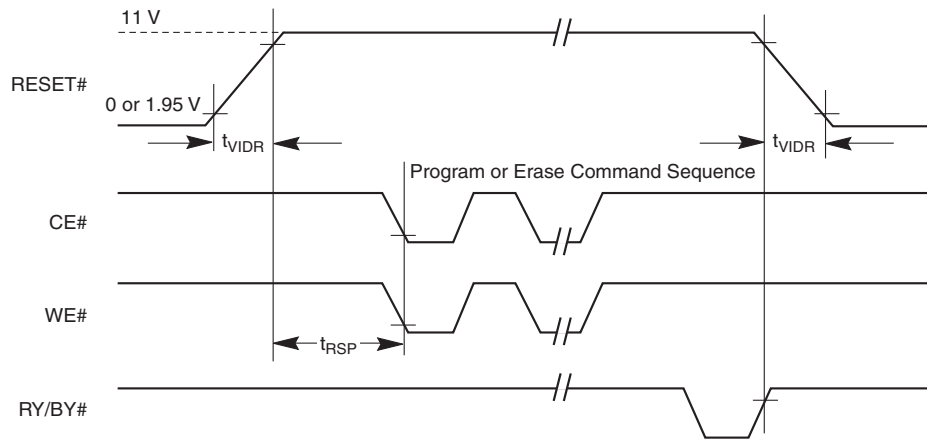 11 V
RESET#
0 or 1.95 V
tVIDR
tVIDR
Program or Erase Command Sequence
CE#
WE#
tRSP
RY/BY#